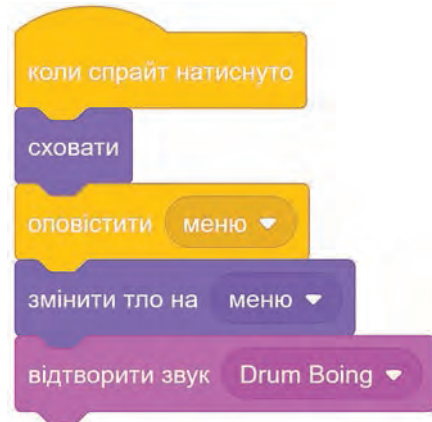 коли спрайт натиснуто
сховати
оповістити меню
змінити тло на меню
відтворити звук Drum Boing